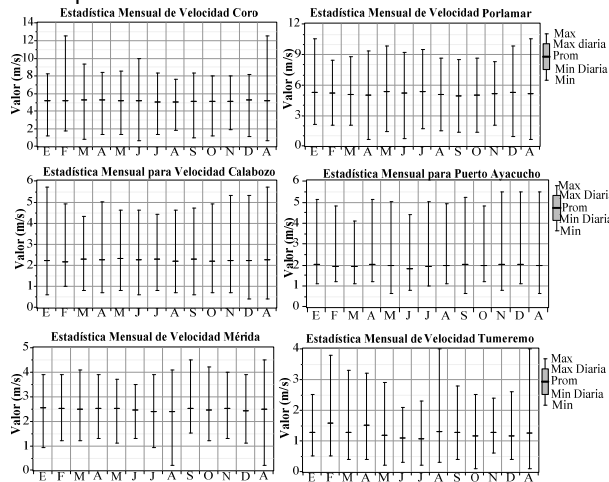 Estadística Mensual de Velocidad Coro
Valor (m/s)
14
12
10
8
6
4
2
0
E F M A M J J A S O N D A
Estadística Mensual de Velocidad Porlamar
Valor (m/s)
12
9
6
3
0
E F M A M J J A S O N D A
Max
Max diaria
Prom
Min Diaria
Min
Estadística Mensual para Velocidad Calabozo
Valor (m/s)
6
5
4
3
2
1
0
E F M A M J J A S O N D A
Estadística Mensual para Puerto Ayacucho
Valor (m/s)
6
5
4
3
2
1
0
E F M A M J J A S O N D A
Max
Max Diaria
Prom
Min Diaria
Min
Estadística Mensual de Velocidad Mérida
Valor (m/s)
5
4
3
2
1
0
E F M A M J J A S O N D A
Estadística Mensual de Velocidad Tumeremo
Valor (m/s)
4
3
2
1
0
E F M A M J J A S O N D A
Max
Max Diaria
Prom
Min Diaria
Min